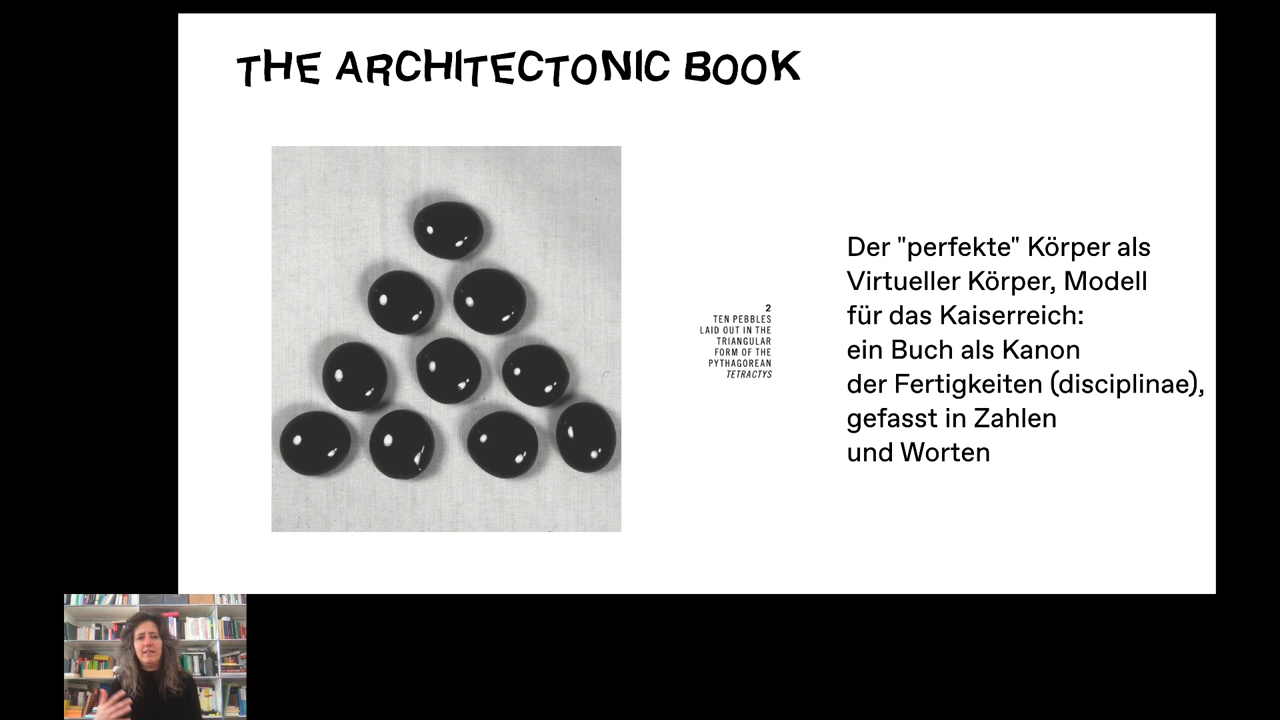 THE ARCHITECTONIC BOOK
2
TEN PEBBLES
LAID OUT IN THE
TRIANGULAR
FORM OF THE
PYTHAGOREAN
TETRACTYS
Der "perfekte" Körper als
Virtueller Körper, Modell
für das Kaiserreich:
ein Buch als Kanon
der Fertigkeiten (disciplinae),
gefasst in Zahlen
und Worten